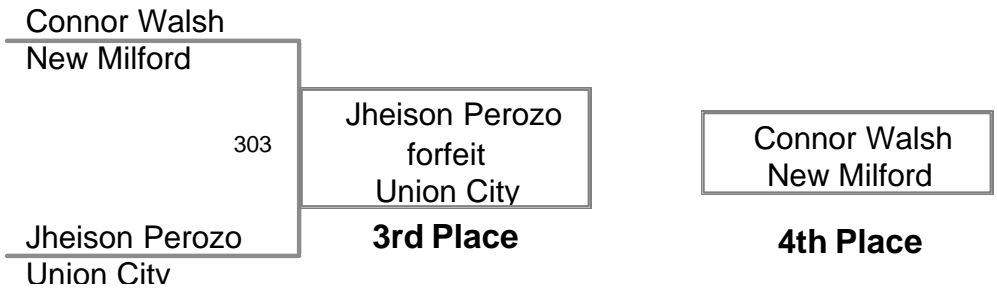 Connor Walsh
New Milford
303
Jheison Perozo
forfeit
Union City
3rd Place
Connor Walsh
New Milford
4th Place
Jheison Perozo
Union City